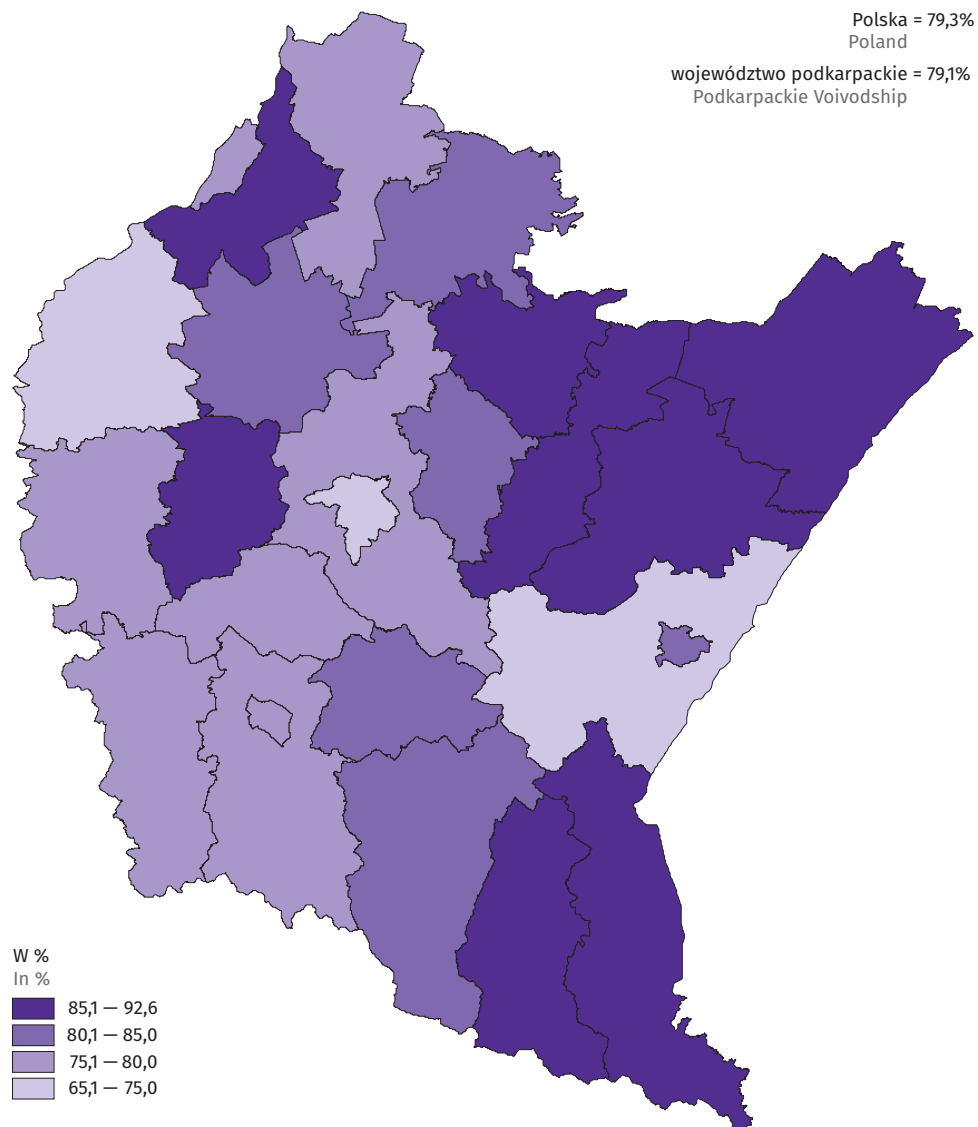 Polska = 79,3%
Poland
województwo podkarpackie = 79,1%
Podkarpackie Voivodship
W %
In %
85,1 — 92,6
80,1 — 85,0
75,1 — 80,0
65,1 — 75,0